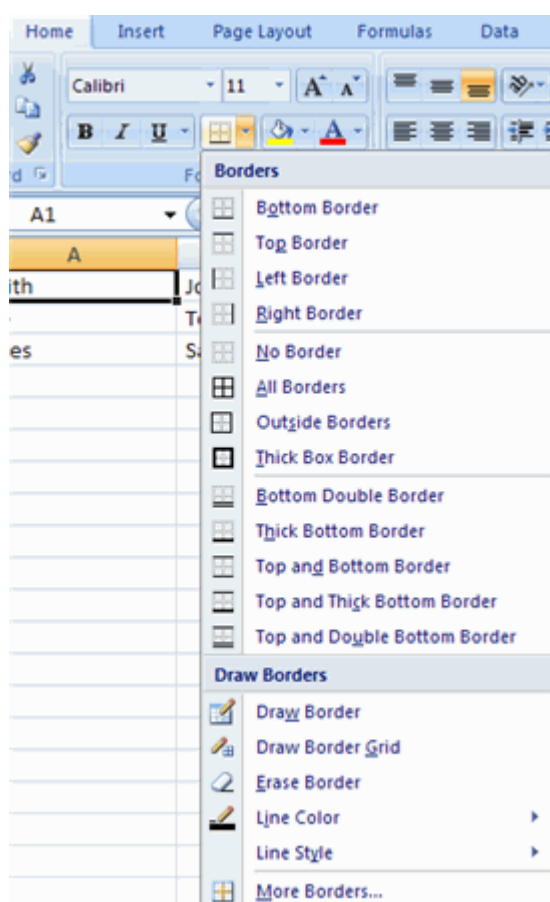 Home Insert Page Layout Formulas Data
Calibri 11 A A
B I U A
d Fo
A1
A
ith Jo
Te
es Sa
Borders
Bottom Border
Top Border
Left Border
Right Border
No Border
All Borders
Outside Borders
Thick Box Border
Bottom Double Border
Thick Bottom Border
Top and Bottom Border
Top and Thick Bottom Border
Top and Double Bottom Border
Draw Borders
Draw Border
Draw Border Grid
Erase Border
Line Color
Line Style
More Borders...